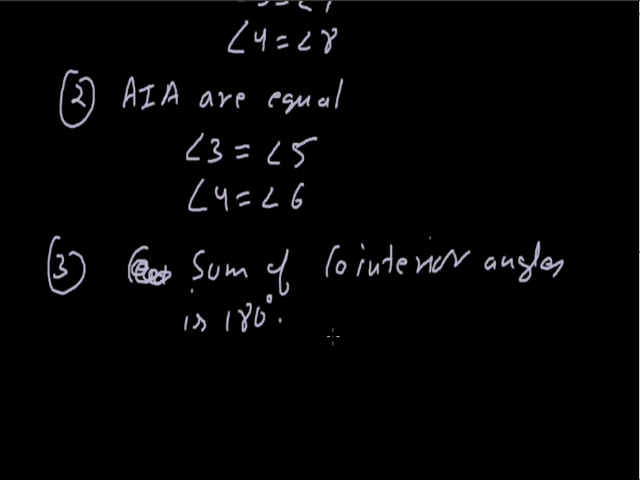 ∠4 = ∠8
② AIA are equal
∠3 = ∠5
∠4 = ∠6
③ Sum of Cointerior angles
is 180°.